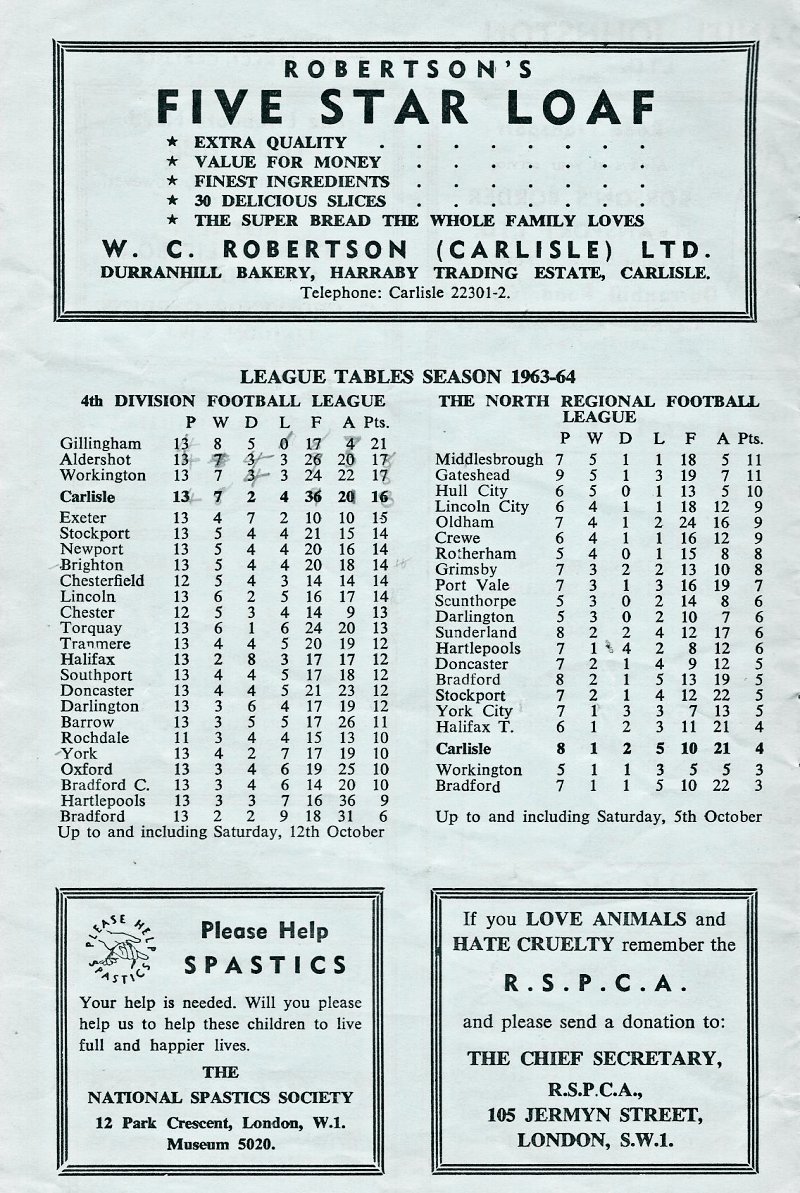 ROBERTSON'S
FIVE STAR LOAF
★ EXTRA QUALITY . . . . . . . .
★ VALUE FOR MONEY . . . . . . .
★ FINEST INGREDIENTS . . . . . . .
★ 30 DELICIOUS SLICES . . . . . . .
★ THE SUPER BREAD THE WHOLE FAMILY LOVES
W. C. ROBERTSON (CARLISLE) LTD.
DURRANHILL BAKERY, HARRABY TRADING ESTATE, CARLISLE.
Telephone: Carlisle 22301-2.
LEAGUE TABLES SEASON 1963-64
4th DIVISION FOOTBALL LEAGUE
P W D L F A Pts.
Gillingham 13 8 5 0 17 4 21
Aldershot 13 7 3 3 26 20 17
Workington 13 7 3 3 24 22 17
Carlisle 13 7 2 4 36 20 16
Exeter 13 4 7 2 10 10 15
Stockport 13 5 4 4 21 15 14
Newport 13 5 4 4 20 16 14
Brighton 13 5 4 4 20 18 14
Chesterfield 12 5 4 3 14 14 14
Lincoln 13 6 2 5 16 17 14
Chester 12 5 3 4 14 9 13
Torquay 13 6 1 6 24 20 13
Tranmere 13 4 4 5 20 19 12
Halifax 13 2 8 3 17 17 12
Southport 13 4 4 5 17 18 12
Doncaster 13 4 4 5 21 23 12
Darlington 13 3 6 4 17 19 12
Barrow 13 3 5 5 17 26 11
Rochdale 11 3 4 4 15 13 10
York 13 4 2 7 17 19 10
Oxford 13 3 4 6 19 25 10
Bradford C. 13 3 4 6 14 20 10
Hartlepools 13 3 3 7 16 36 9
Bradford 13 2 2 9 18 31 6
Up to and including Saturday, 12th October
THE NORTH REGIONAL FOOTBALL
LEAGUE
P W D L F A Pts.
Middlesbrough 7 5 1 1 18 5 11
Gateshead 9 5 1 3 19 7 11
Hull City 6 5 0 1 13 5 10
Lincoln City 6 4 1 1 18 12 9
Oldham 7 4 1 2 24 16 9
Crewe 6 4 1 1 16 12 9
Rotherham 5 4 0 1 15 8 8
Grimsby 7 3 2 2 13 10 8
Port Vale 7 3 1 3 16 19 7
Scunthorpe 5 3 0 2 14 8 6
Darlington 5 3 0 2 10 7 6
Sunderland 8 2 2 4 12 17 6
Hartlepools 7 1 4 2 8 12 6
Doncaster 7 2 1 4 9 12 5
Bradford 8 2 1 5 13 19 5
Stockport 7 2 1 4 12 22 5
York City 7 1 3 3 7 13 5
Halifax T. 6 1 2 3 11 21 4
Carlisle 8 1 2 5 10 21 4
Workington 5 1 1 3 5 5 3
Bradford 7 1 1 5 10 22 3
Up to and including Saturday, 5th October
PLEASE HELP
SPASTICS
Please Help
SPASTICS
Your help is needed. Will you please
help us to help these children to live
full and happier lives.
THE
NATIONAL SPASTICS SOCIETY
12 Park Crescent, London, W.1.
Museum 5020.
If you LOVE ANIMALS and
HATE CRUELTY remember the
R.S.P.C.A.
and please send a donation to:
THE CHIEF SECRETARY,
R.S.P.C.A.,
105 JERMYN STREET,
LONDON, S.W.1.